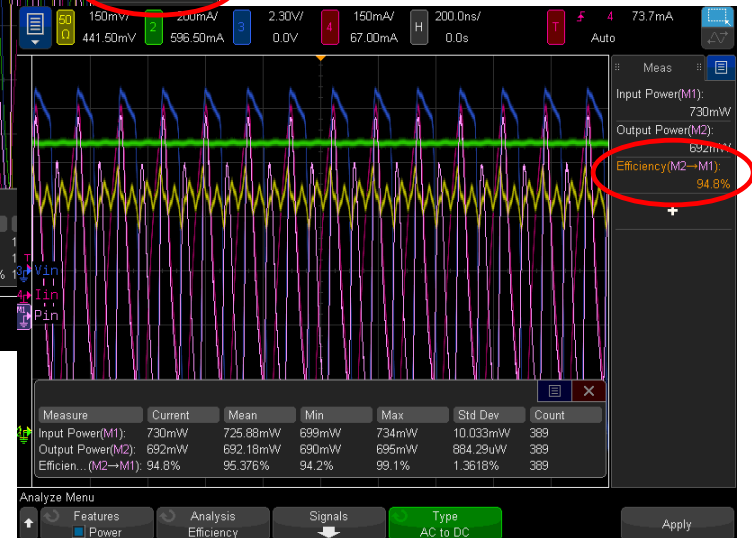 50 Ω 150mV/ 2 200mA/ 3 2.30V/ 4 150mA/ H 200.0ns/ T 4 73.7mA
441.50mV 596.50mA 0.0V 67.00mA 0.0s Auto
Meas
Input Power(M1):
730mW
Output Power(M2):
692mW
Efficiency(M2→M1):
94.8%
+
Vin
Iin
Pin
Measure Current Mean Min Max Std Dev Count
Input Power(M1): 730mW 725.88mW 699mW 734mW 10.033mW 389
Output Power(M2): 692mW 692.18mW 690mW 695mW 884.29uW 389
Efficien...(M2→M1): 94.8% 95.376% 94.2% 99.1% 1.3618% 389
Analyze Menu
Features Analysis Signals Type
Power Efficiency AC to DC Apply